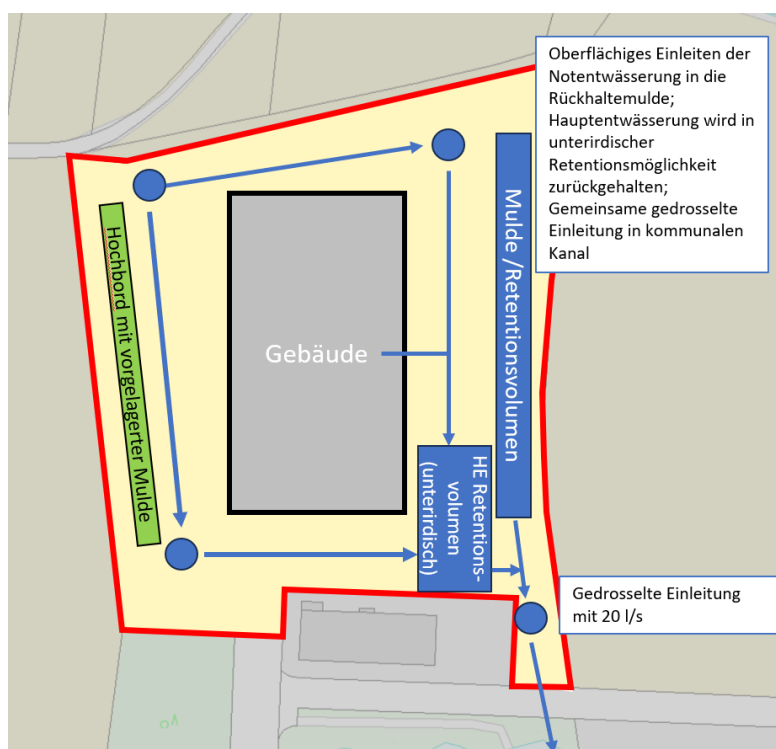 Oberflächiges Einleiten der
Notentwässerung in die
Rückhaltemulde;
Hauptentwässerung wird in
unterirdischer
Retentionsmöglichkeit
zurückgehalten;
Gemeinsame gedrosselte
Einleitung in kommunalen
Kanal
Hochbord mit vorgelagerter Mulde
Gebäude
Mulde /Retentionsvolumen
HE Retentions-
volumen
(unterirdisch)
Gedrosselte Einleitung
mit 20 l/s